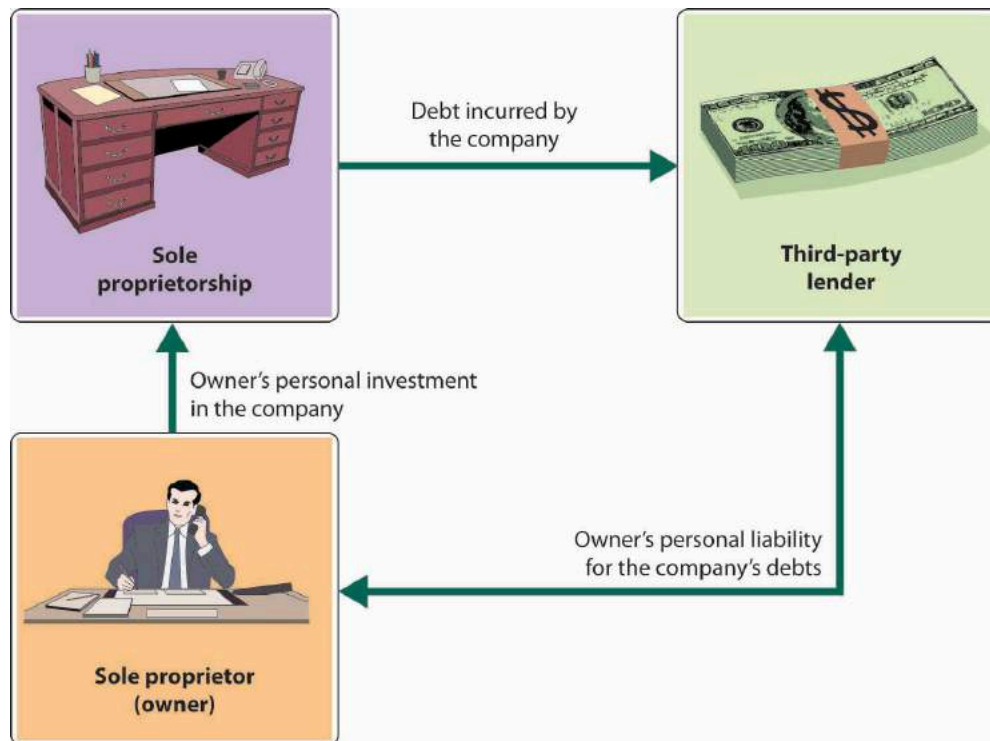 Debt incurred by
the company
Sole
proprietorship
Third-party
lender
Owner’s personal investment
in the company
Owner’s personal liability
for the company’s debts
Sole proprietor
(owner)